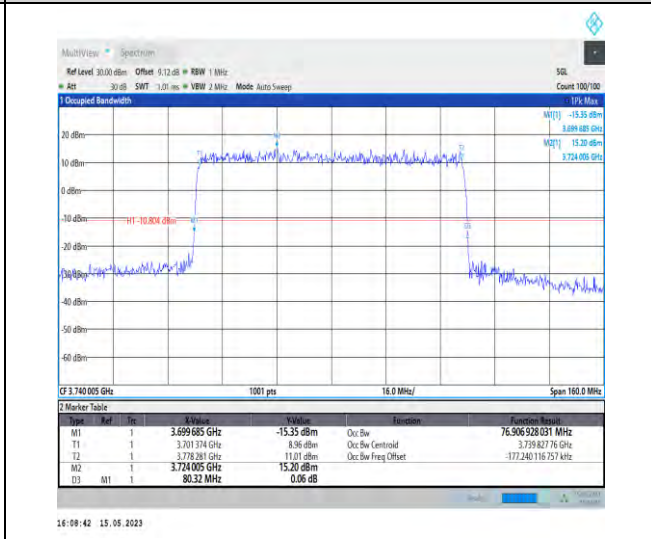 MultiView Spectrum
Ref Level 30.00 dBm Offset 9.12 dB RBW 1 MHz SGL
Att 30 dB SWT 1.01 ms VBW 2 MHz Mode Auto Sweep Count 100/100
1 Occupied Bandwidth 1Pk Max
M1[1] -15.35 dBm
3.699 685 GHz
M2[1] 15.20 dBm
3.724 005 GHz
20 dBm
M2
10 dBm
0 dBm
-10 dBm
H1 -10.804 dBm
-20 dBm
-40 dBm
-50 dBm
-60 dBm
CF 3.740 005 GHz 1001 pts 16.0 MHz/ Span 160.0 MHz
2 Marker Table
Type Ref Trc X-Value Y-Value Function Function Result
M1 1 3.699 685 GHz -15.35 dBm Occ Bw 76.906 928 031 MHz
T1 1 3.701 374 GHz 8.96 dBm Occ Bw Centroid 3.739 827 76 GHz
T2 1 3.778 281 GHz 11.01 dBm Occ Bw Freq Offset -177.240 116 757 kHz
M2 1 3.724 005 GHz 15.20 dBm
D3 M1 1 80.32 MHz 0.06 dB
16:08:42 15.05.2023